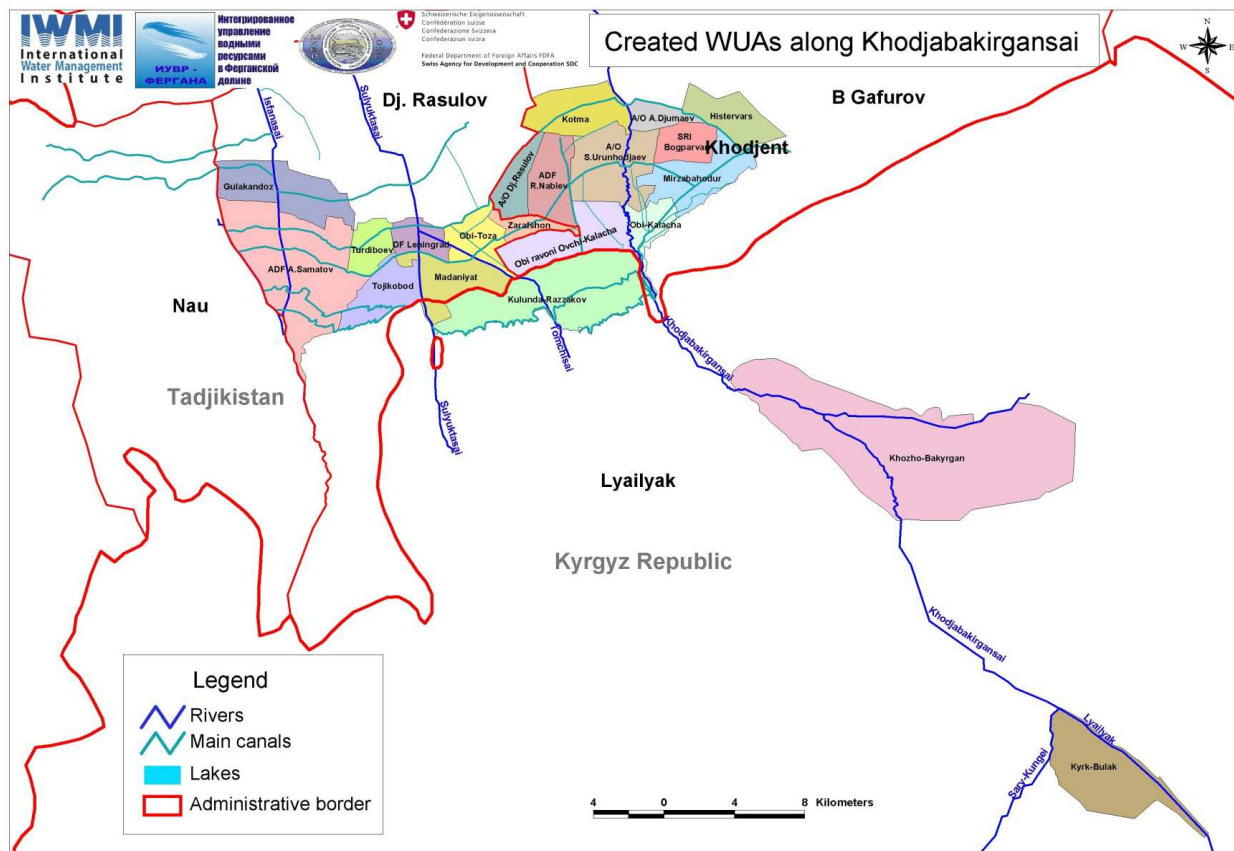 IWMI
International
Water Management
Institute
ИУВР -
ФЕРГАНА
Интегрированное
управление
водными
ресурсами
в Ферганской
долине
Schweizerische Eidgenossenschaft
Confédération suisse
Confederazione Svizzera
Confederaziun svizra
Federal Department of Foreign Affairs FDFA
Swiss Agency for Development and Cooperation SDC
Created WUAs along Khodjabakirgansai
N
W
E
S
Isfanasai
Sulyuktasai
Dj. Rasulov
B Gafurov
Kotma
A/O A.Djumaev
Histervars
A/O
S.Urunhodjaev
SRI
Bogparvar
Khodjent
Gulakandoz
A/O Dj.Rasulov
ADF
R.Nabiev
Mirzabahodur
Turdiboev
DF Leningrad
Obi-Toza
Zarafshon
Obi-Kalacha
Obi ravoni Ovchi-Kalacha
ADF A.Samatov
Tojikobod
Madaniyat
Kulunda-Razzakov
Nau
Tomchisai
Khodjabakirgansai
Tadjikistan
Sulyuktasai
Khozho-Bakyrgan
Lyailyak
Kyrgyz Republic
Khodjabakirgansai
Lyailyak
Sary-Kungei
Kyrk-Bulak
Legend
Rivers
Main canals
Lakes
Administrative border
4 0 4 8 Kilometers